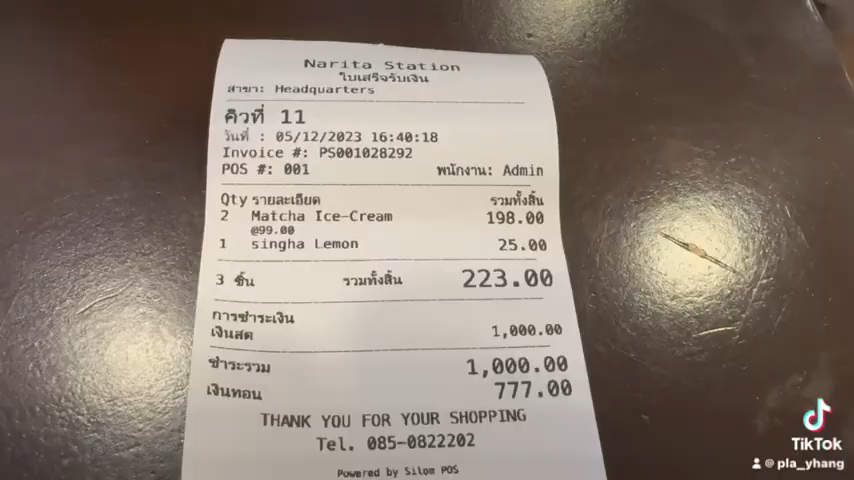 Narita Station
ใบเสร็จรับเงิน
สาขา: Headquarters
คิวที่ 11
วันที่ : 05/12/2023 16:40:18
Invoice #: PS001028292
POS #: 001 พนักงาน: Admin
Qty รายละเอียด รวมทั้งสิ้น
2 Matcha Ice-Cream 198.00
@99.00
1 singha Lemon 25.00
3 ชิ้น รวมทั้งสิ้น 223.00
การชำระเงิน
เงินสด 1,000.00
ชำระรวม 1,000.00
เงินทอน 777.00
THANK YOU FOR YOUR SHOPPING
Tel. 085-0822202
Powered by Silom POS
TikTok
@pla_yhang